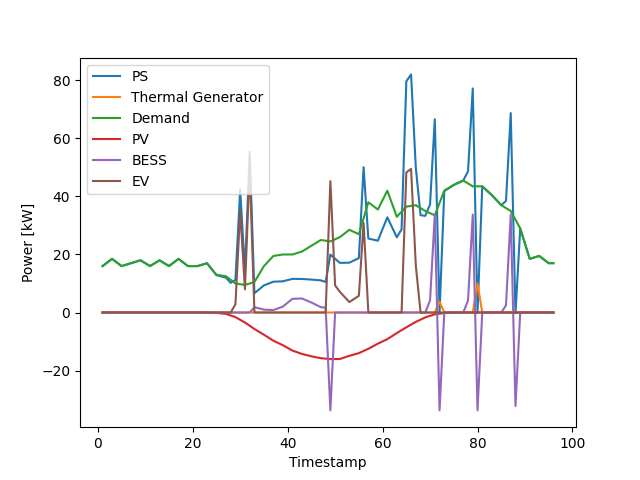 PS
Thermal Generator
Demand
PV
BESS
EV
Power [kW]
80
60
40
20
0
−20
0 20 40 60 80 100
Timestamp